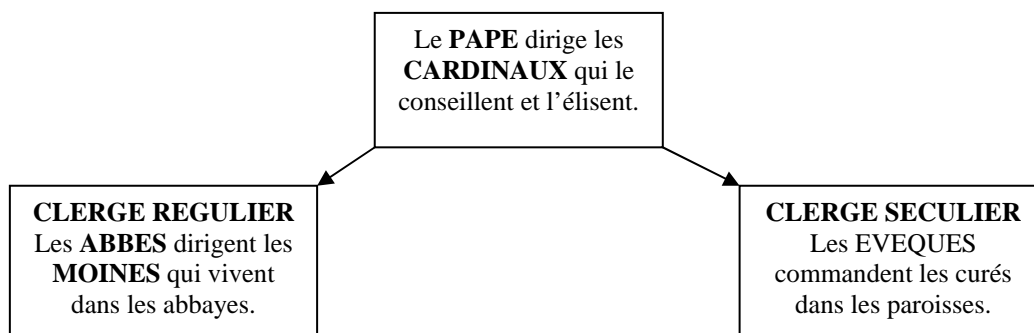 Le PAPE dirige les
CARDINAUX qui le
conseillent et l’élisent.
CLERGE REGULIER
Les ABBES dirigent les
MOINES qui vivent
dans les abbayes.
CLERGE SECULIER
Les EVEQUES
commandent les curés
dans les paroisses.